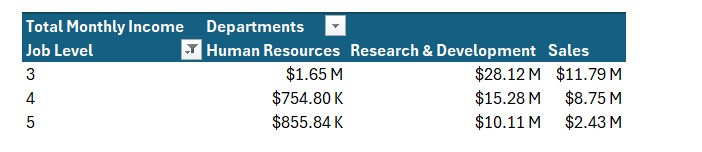 Total Monthly Income Departments
Job Level Human Resources Research & Development Sales
3 $1.65 M $28.12 M $11.79 M
4 $754.80 K $15.28 M $8.75 M
5 $855.84 K $10.11 M $2.43 M